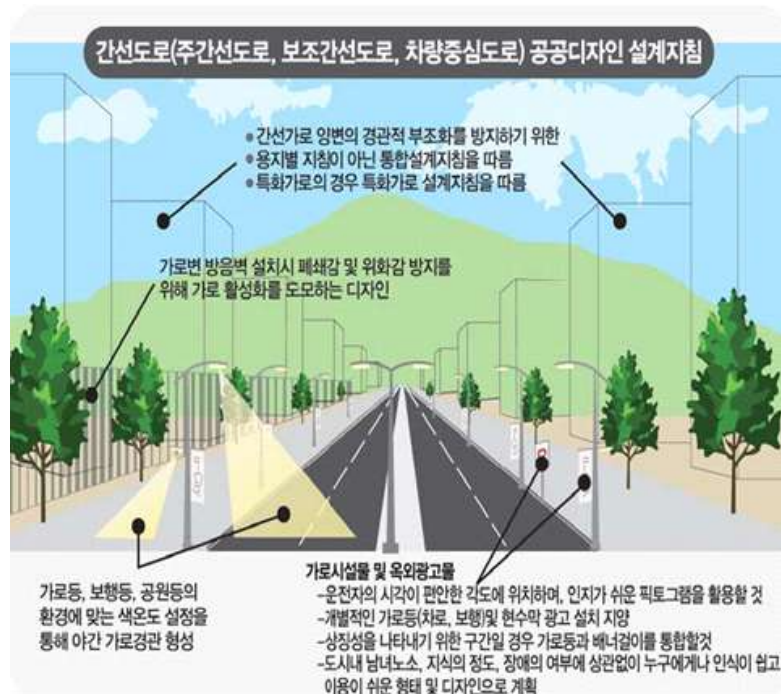 간선도로(주간선도로, 보조간선도로, 차량중심도로) 공공디자인 설계지침
●간선가로 양변의 경관적 부조화를 방지하기 위한
●용지별 지침이 아닌 통합설계지침을 따름
●특화가로의 경우 특화가로 설계지침을 따름
가로변 방음벽 설치시 폐쇄감 및 위화감 방지를
위해 가로 활성화를 도모하는 디자인
가로등, 보행등, 공원등의
환경에 맞는 색온도 설정을
통해 야간 가로경관 형성
가로시설물 및 옥외광고물
-운전자의 시각이 편안한 각도에 위치하며, 인지가 쉬운 픽토그램을 활용할 것
-개별적인 가로등(차로, 보행)및 현수막 광고 설치 지양
-상징성을 나타내기 위한 구간일 경우 가로등과 배너걸이를 통합할것
-도시내 남녀노소, 지식의 정도, 장애의 여부에 상관없이 누구에게나 인식이 쉽고
이용이 쉬운 형태 및 디자인으로 계획